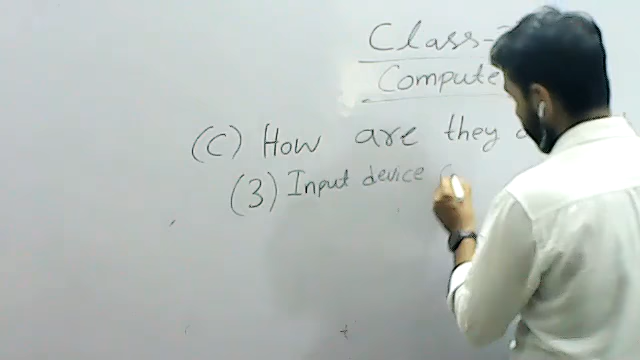 Class-
Compute
(C) How are they
(3) Input device (